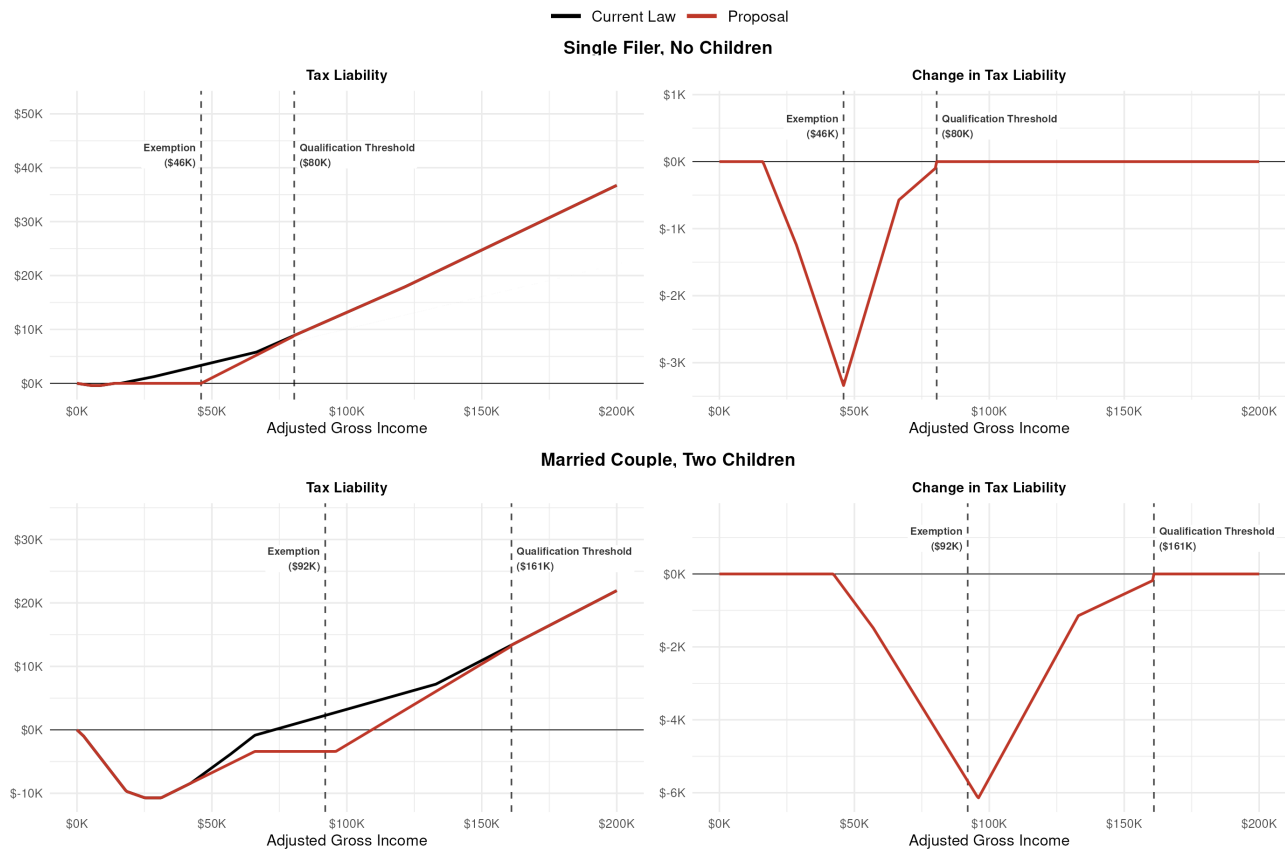 Current Law
Proposal
Single Filer, No Children
Tax Liability
Change in Tax Liability
$50K
$40K
$30K
$20K
$10K
$0K
Exemption
($46K)
Qualification Threshold
($80K)
$0K
$50K
$100K
$150K
$200K
Adjusted Gross Income
$1K
$0K
$-1K
$-2K
$-3K
Exemption
($46K)
Qualification Threshold
($80K)
$0K
$50K
$100K
$150K
$200K
Adjusted Gross Income
Married Couple, Two Children
Tax Liability
Change in Tax Liability
$30K
$20K
$10K
$0K
$-10K
Exemption
($92K)
Qualification Threshold
($161K)
$0K
$50K
$100K
$150K
$200K
Adjusted Gross Income
$0K
$-2K
$-4K
$-6K
Exemption
($92K)
Qualification Threshold
($161K)
$0K
$50K
$100K
$150K
$200K
Adjusted Gross Income